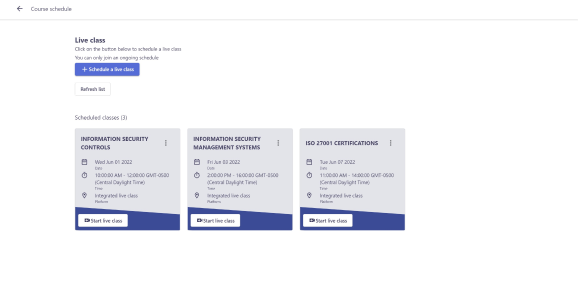 Course schedule
Live class
Click on the button below to schedule a live class
You can only join an ongoing schedule
Schedule a live class
Refresh list
Scheduled classes (3)
INFORMATION SECURITY
CONTROLS
Wed Jun 01 2022
Date
10:00:00 AM - 12:00:00 GMT-0500
(Central Daylight Time)
Time
Integrated live class
Platform
Start live class
INFORMATION SECURITY
MANAGEMENT SYSTEMS
Fri Jun 03 2022
Date
2:00:00 PM - 16:00:00 GMT-0500
(Central Daylight Time)
Time
Integrated live class
Platform
Start live class
ISO 27001 CERTIFICATIONS
Tue Jun 07 2022
Date
11:00:00 AM - 14:00:00 GMT-0500
(Central Daylight Time)
Time
Integrated live class
Platform
Start live class